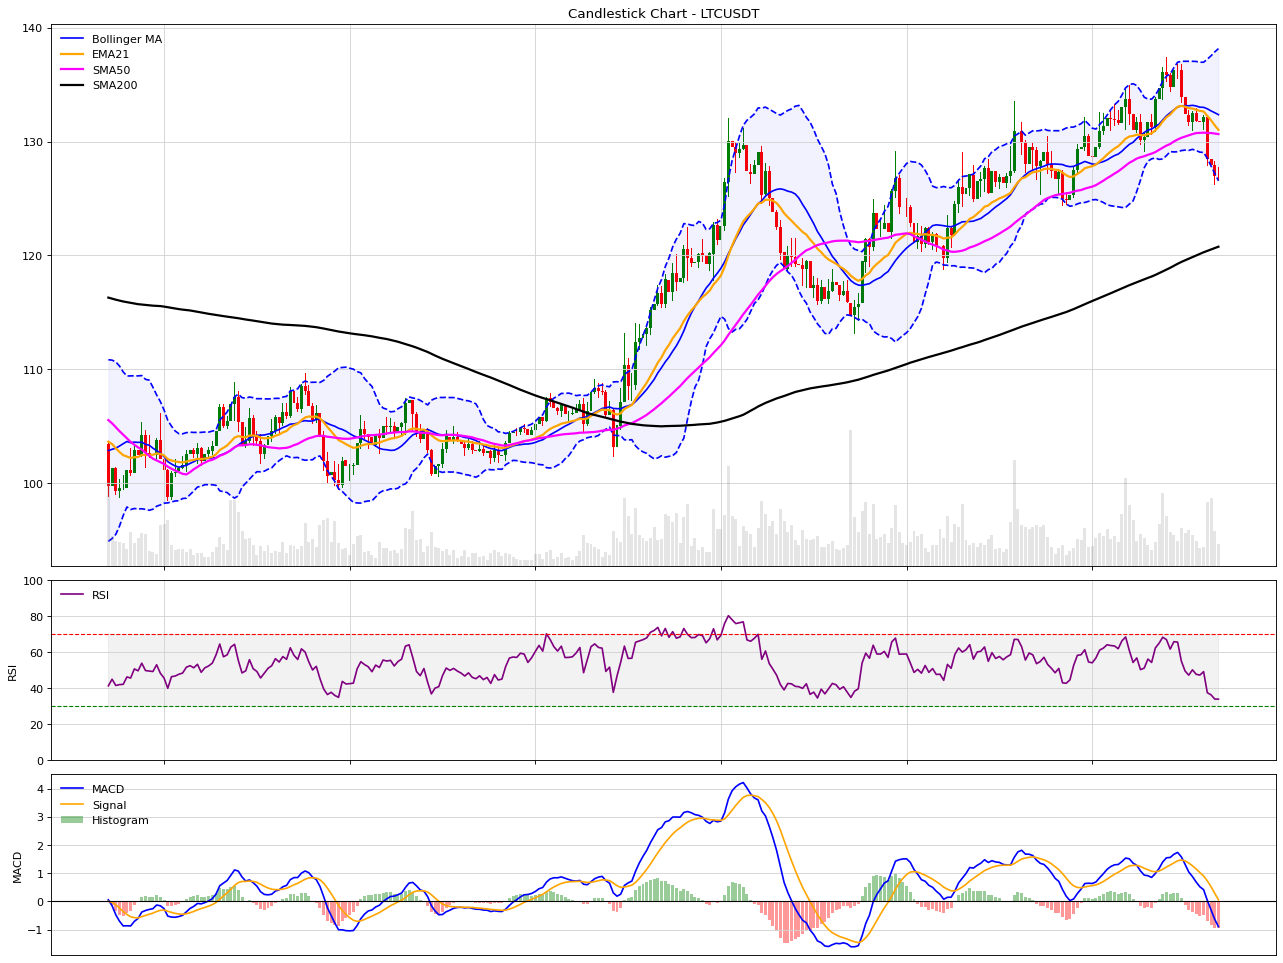 Candlestick Chart - LTCUSDT
140
Bollinger MA
EMA21
SMA50
SMA200
130
120
110
100
100
RSI
80
60
RSI
40
20
0
4
MACD
Signal
Histogram
3
2
MACD
1
0
−1